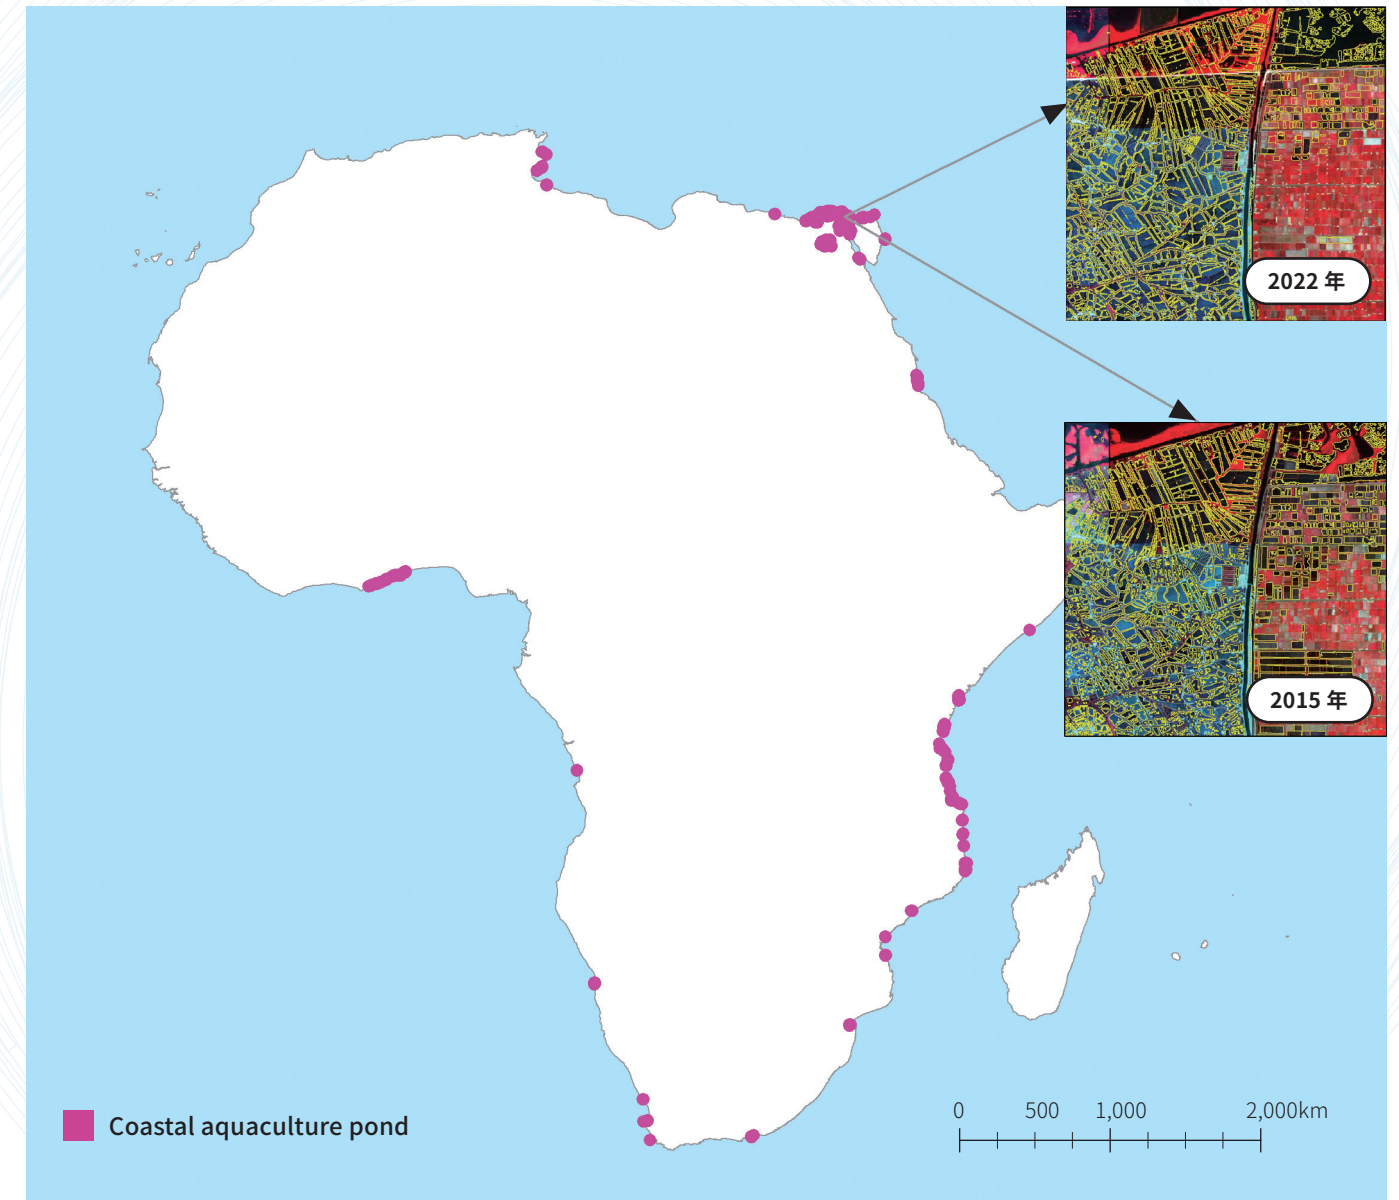 2022 年
2015 年
Coastal aquaculture pond
0 500 1,000 2,000km